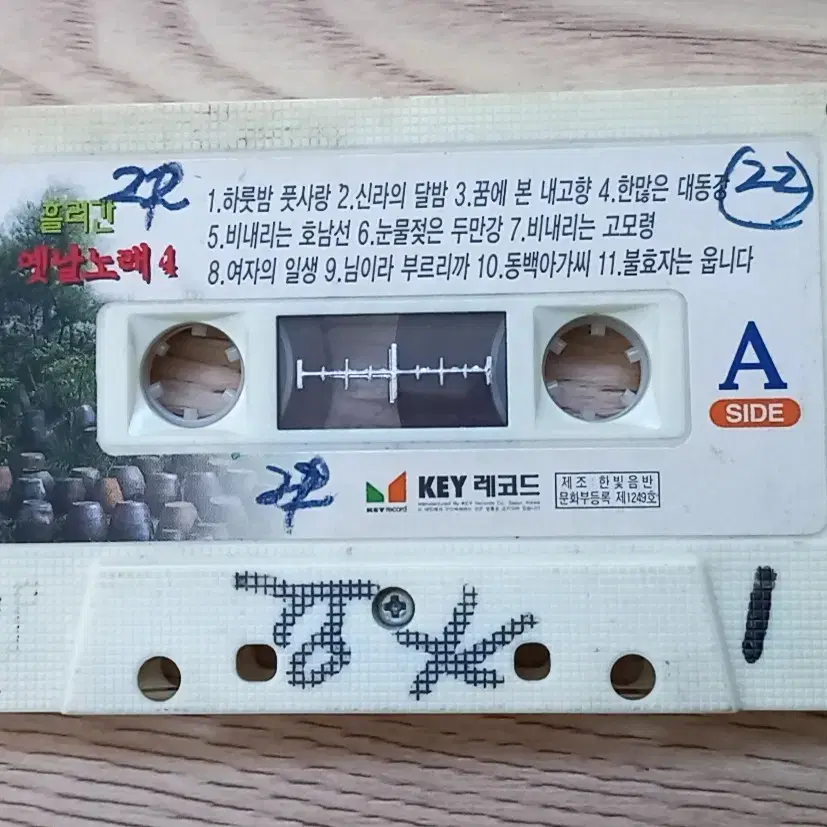 흘러간
옛날노래 4
1.하룻밤 풋사랑 2.신라의 달밤 3.꿈에 본 내고향 4.한많은 대동강
5.비내리는 호남선 6.눈물젖은 두만강 7.비내리는 고모령
8.여자의 일생 9.님이라 부르리까 10.동백아가씨 11.불효자는 웁니다
22
A
SIDE
KEY record
KEY 레코드
제 조 : 한 빛 음 반
문화부등록 제1249호
1